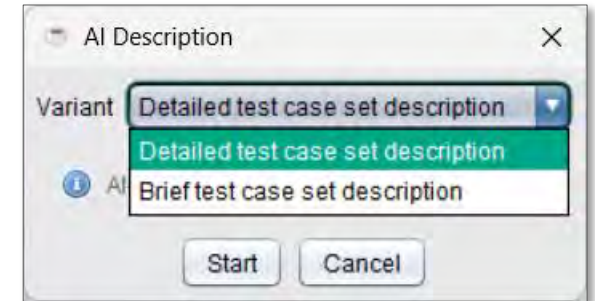 AI Description
Variant Detailed test case set description
Detailed test case set description
AI
Brief test case set description
Start Cancel